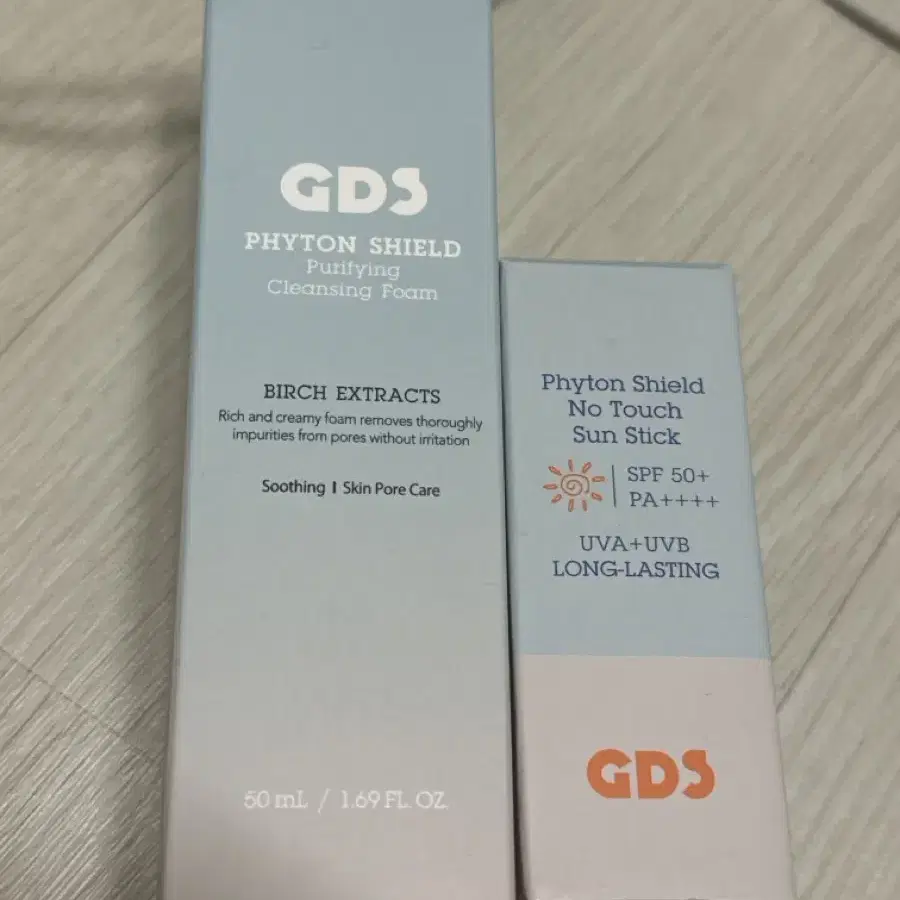 GDS
PHYTON SHIELD
Purifying
Cleansing Foam
BIRCH EXTRACTS
Rich and creamy foam removes thoroughly
impurities from pores without irritation
Soothing | Skin Pore Care
50 mL / 1.69 FL. OZ.
Phyton Shield
No Touch
Sun Stick
SPF 50+
PA++++
UVA+UVB
LONG-LASTING
GDS